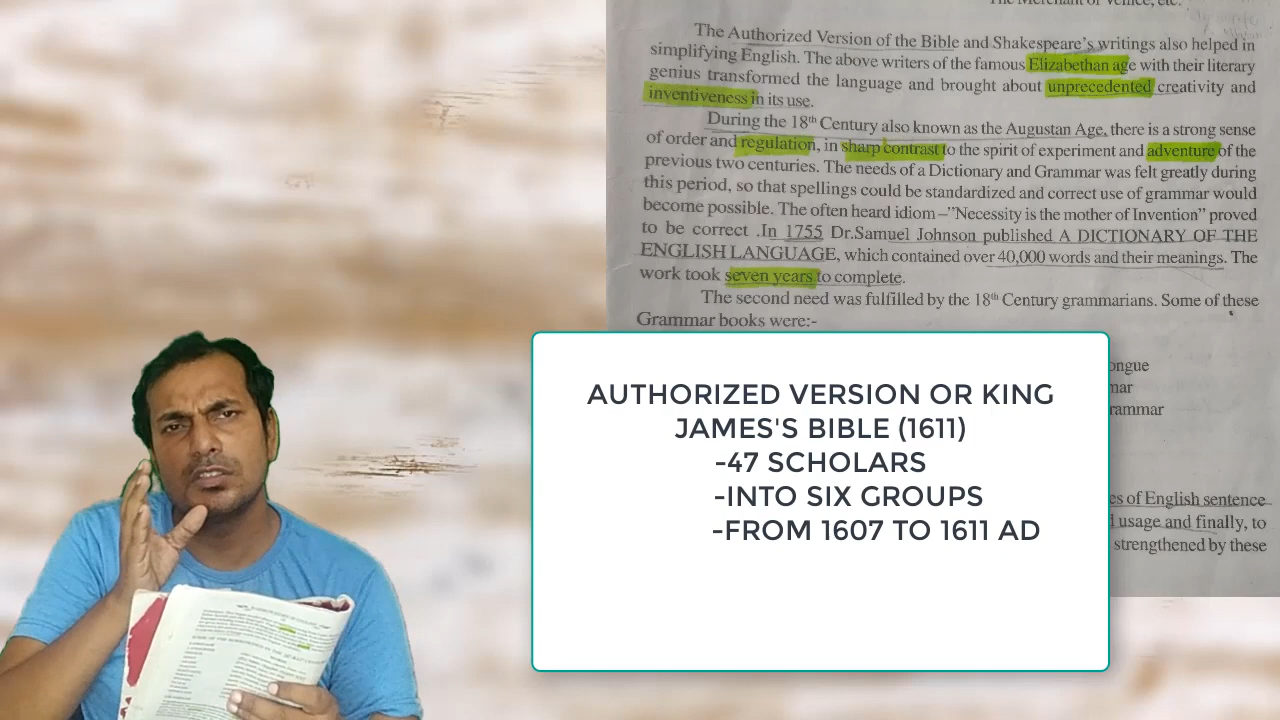 The Merchant of Venice, etc.
The Authorized Version of the Bible and Shakespeare's writings also helped in
simplifying English. The above writers of the famous Elizabethan age with their literary
genius transformed the language and brought about unprecedented creativity and
inventiveness in its use.
During the 18th Century also known as the Augustan Age, there is a strong sense
of order and regulation, in sharp contrast to the spirit of experiment and adventure of the
previous two centuries. The needs of a Dictionary and Grammar was felt greatly during
this period, so that spellings could be standardized and correct use of grammar would
become possible. The often heard idiom –"Necessity is the mother of Invention" proved
to be correct .In 1755 Dr.Samuel Johnson published A DICTIONARY OF THE
ENGLISH LANGUAGE, which contained over 40,000 words and their meanings. The
work took seven years to complete.
The second need was fulfilled by the 18th Century grammarians. Some of these
Grammar books were:-
ongue
mar
rammar
es of English sentence
l usage and finally, to
strengthened by these
AUTHORIZED VERSION OR KING
JAMES'S BIBLE (1611)
-47 SCHOLARS
-INTO SIX GROUPS
-FROM 1607 TO 1611 AD